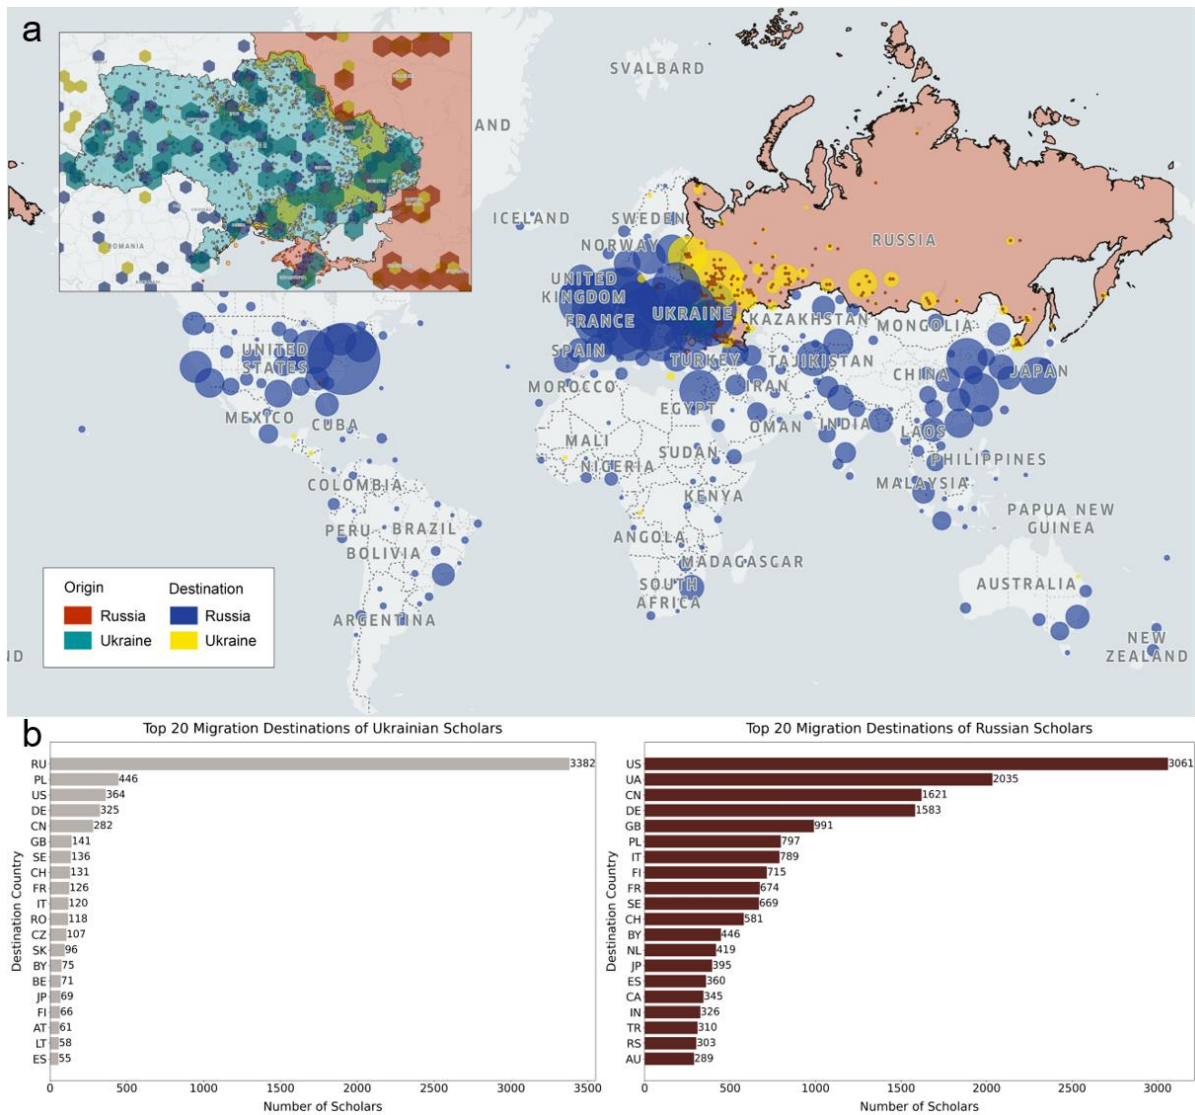 a
SVALBARD
AND
ICELAND
SWEDEN
NORWAY
RUSSIA
UNITED
KINGDOM
FRANCE
UKRAINE
KAZAKHSTAN
MONGOLIA
SPAIN
TURKEY
TAJIKISTAN
UNITED
STATES
CHINA
JAPAN
MOROCCO
IRAN
EGYPT
MEXICO
CUBA
OMAN
INDIA
LAOS
MALI
SUDAN
NIGERIA
PHILIPPINES
COLOMBIA
MALAYSIA
KENYA
PERU
BRAZIL
PAPUA NEW
GUINEA
ANGOLA
BOLIVIA
MADAGASCAR
SOUTH
AFRICA
AUSTRALIA
ARGENTINA
NEW
ZEALAND
ND
ROMANIA
Origin
Destination
Russia
Russia
Ukraine
Ukraine
b
Top 20 Migration Destinations of Ukrainian Scholars
Destination Country
RU 3382
PL 446
US 364
DE 325
CN 282
GB 141
SE 136
CH 131
FR 126
IT 120
RO 118
CZ 107
SK 96
BY 75
BE 71
JP 69
FI 66
AT 61
LT 58
ES 55
0 500 1000 1500 2000 2500 3000 3500
Number of Scholars
Top 20 Migration Destinations of Russian Scholars
Destination Country
US 3061
UA 2035
CN 1621
DE 1583
GB 991
PL 797
IT 789
FI 715
FR 674
SE 669
CH 581
BY 446
NL 419
JP 395
ES 360
CA 345
IN 326
TR 310
RS 303
AU 289
0 500 1000 1500 2000 2500 3000
Number of Scholars